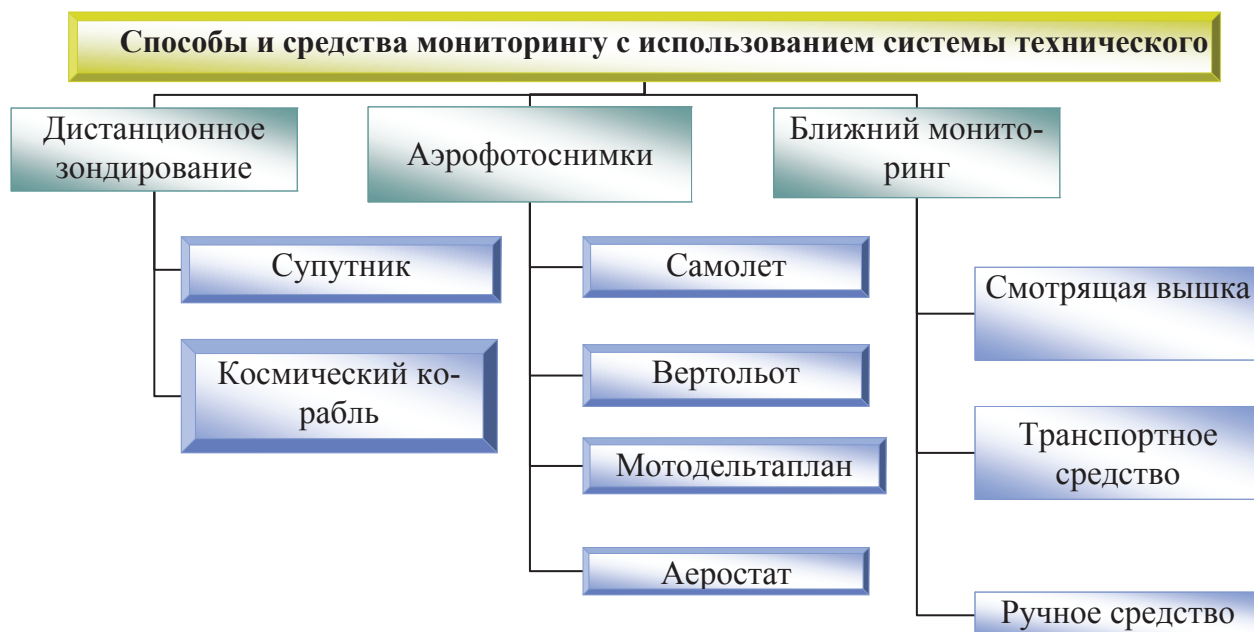 Способы и средства мониторингу с использованием системы технического
Дистанционное
зондирование
Супутник
Космический ко-
рабль
Аэрофотоснимки
Самолет
Вертольот
Мотодельтаплан
Аеростат
Ближний монито-
ринг
Смотрящая вышка
Транспортное
средство
Ручное средство